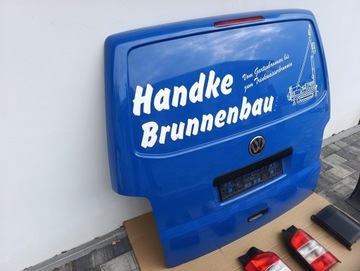 Handke
Brunnenbau
Vom Gartenbrunnen bis
zum Trinkwasserbrunnen